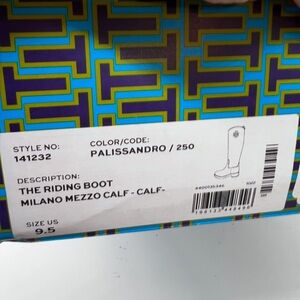 STYLE NO:
141232
COLOR/CODE:
PALISSANDRO / 250
DESCRIPTION:
THE RIDING BOOT
MILANO MEZZO CALF - CALF-
SIZE US
9.5